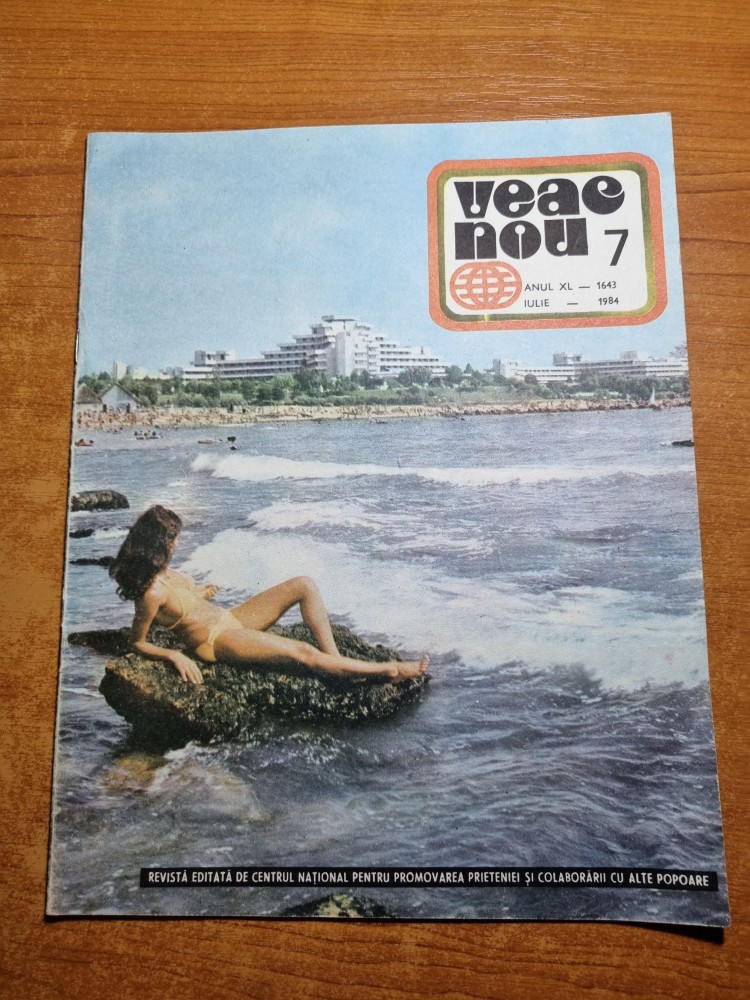 veac
nou 7
ANUL XL — 1643
IULIE — 1984
REVISTĂ EDITATĂ DE CENTRUL NAȚIONAL PENTRU PROMOVAREA PRIETENIEI ȘI COLABORĂRII CU ALTE POPOARE